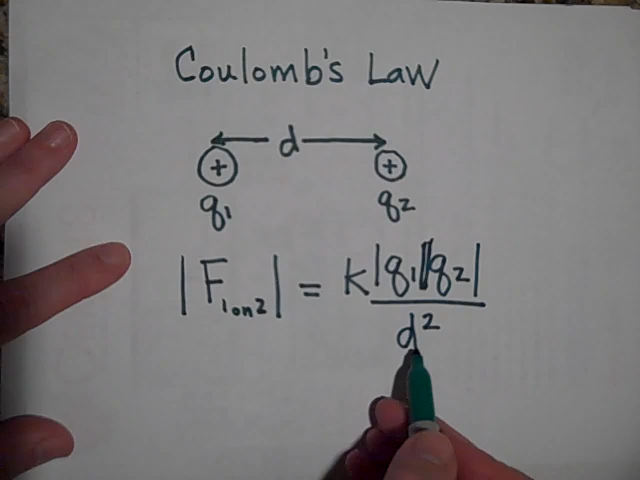 Coulomb's Law
d
+ +
q1 q2
|F1on2| = K|q1||q2|
d²